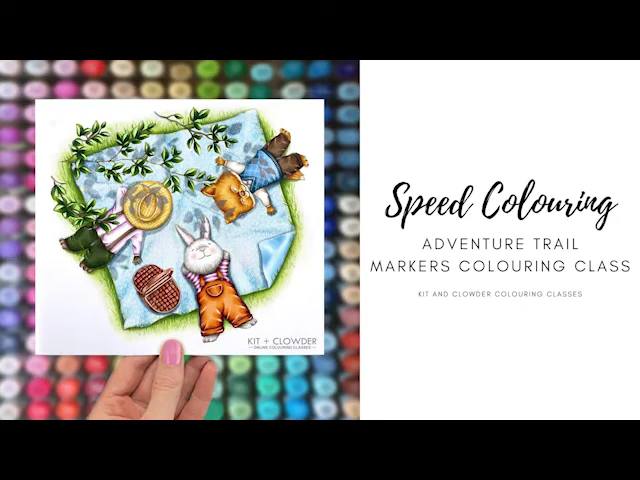 Speed Colouring
ADVENTURE TRAIL
MARKERS COLOURING CLASS
KIT AND CLOWDER COLOURING CLASSES
KIT + CLOWDER
ONLINE COLOURING CLASSES